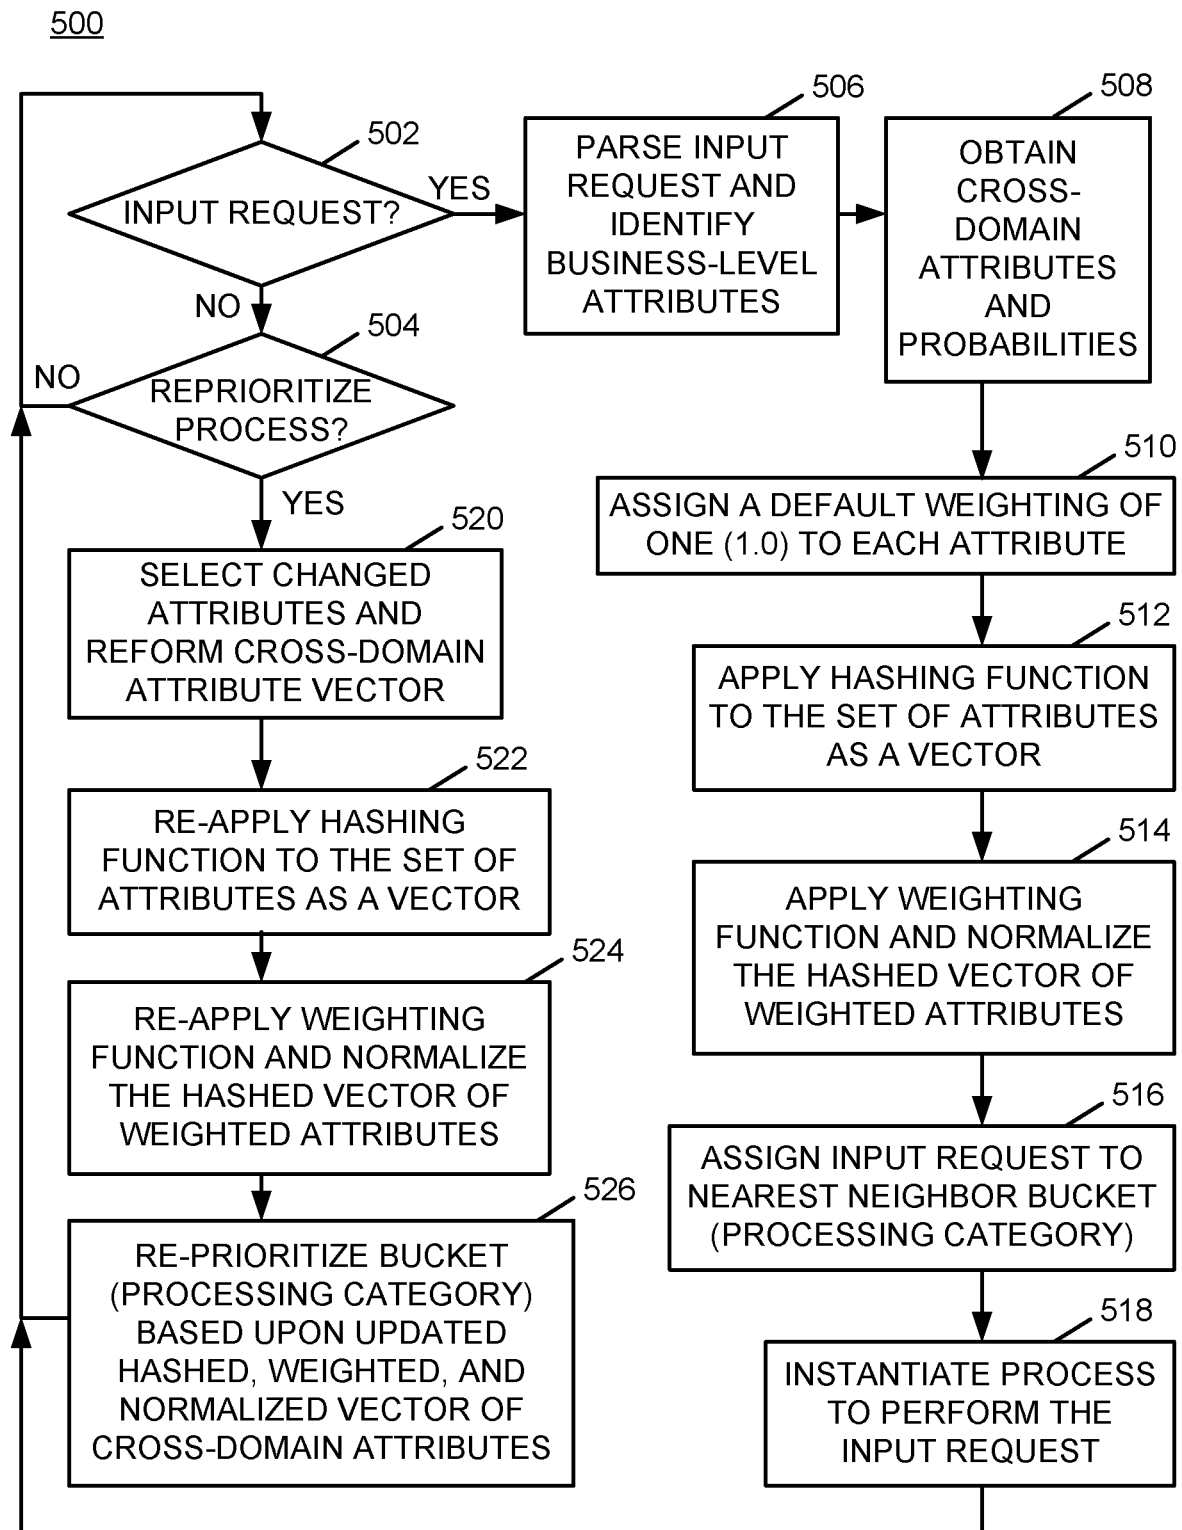 500
502
INPUT REQUEST?
YES
NO
504
REPRIORITIZE
PROCESS?
NO
YES
506
PARSE INPUT
REQUEST AND
IDENTIFY
BUSINESS-LEVEL
ATTRIBUTES
508
OBTAIN
CROSS-
DOMAIN
ATTRIBUTES
AND
PROBABILITIES
510
ASSIGN A DEFAULT WEIGHTING OF
ONE (1.0) TO EACH ATTRIBUTE
512
APPLY HASHING FUNCTION
TO THE SET OF ATTRIBUTES
AS A VECTOR
514
APPLY WEIGHTING
FUNCTION AND NORMALIZE
THE HASHED VECTOR OF
WEIGHTED ATTRIBUTES
516
ASSIGN INPUT REQUEST TO
NEAREST NEIGHBOR BUCKET
(PROCESSING CATEGORY)
518
INSTANTIATE PROCESS
TO PERFORM THE
INPUT REQUEST
520
SELECT CHANGED
ATTRIBUTES AND
REFORM CROSS-DOMAIN
ATTRIBUTE VECTOR
522
RE-APPLY HASHING
FUNCTION TO THE SET OF
ATTRIBUTES AS A VECTOR
524
RE-APPLY WEIGHTING
FUNCTION AND NORMALIZE
THE HASHED VECTOR OF
WEIGHTED ATTRIBUTES
526
RE-PRIORITIZE BUCKET
(PROCESSING CATEGORY)
BASED UPON UPDATED
HASHED, WEIGHTED, AND
NORMALIZED VECTOR OF
CROSS-DOMAIN ATTRIBUTES